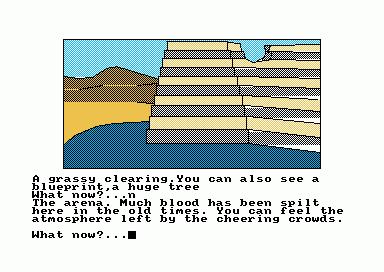 A grassy clearing.You can also see a
blueprint,a huge tree
What now?...n
The arena. Much blood has been spilt
here in the old times. You can feel the
atmosphere left by the cheering crowds.
What now?...